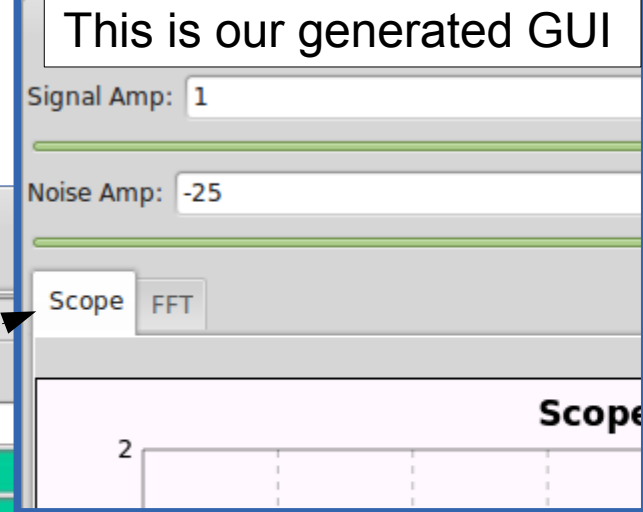 This is our generated GUI
Signal Amp: 1
Noise Amp: -25
Scope FFT
Scope
2